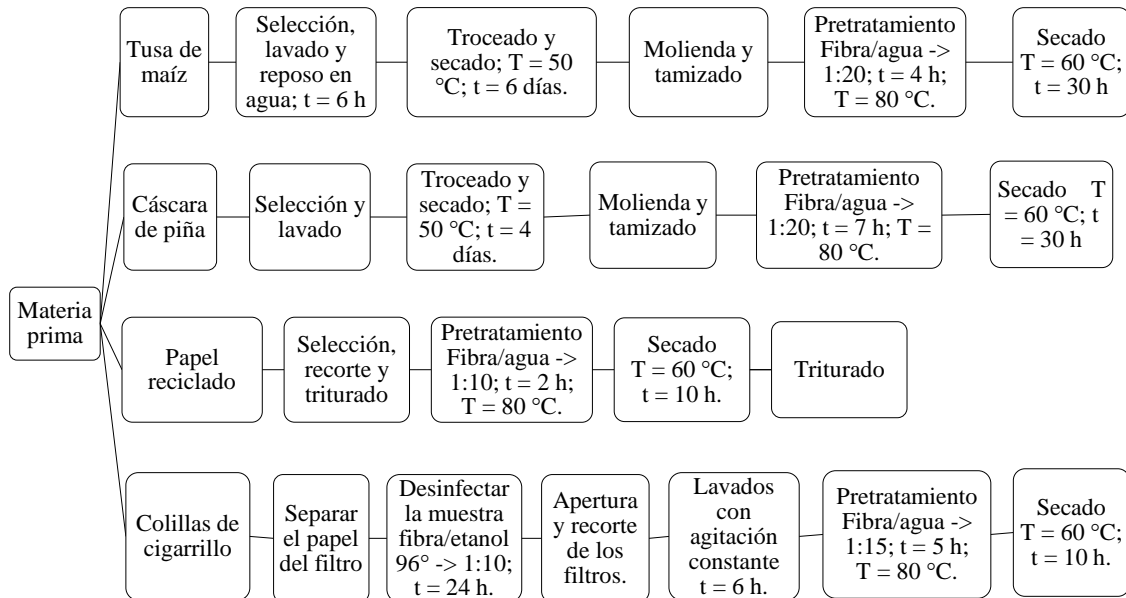 Materia
prima
Tusa de
maíz
Selección,
lavado y
reposo en
agua; t = 6 h
Troceado y
secado; T = 50
°C; t = 6 días.
Molienda y
tamizado
Pretratamiento
Fibra/agua ->
1:20; t = 4 h;
T = 80 °C.
Secado
T = 60 °C;
t = 30 h
Cáscara
de piña
Selección y
lavado
Troceado y
secado; T =
50 °C; t = 4
días.
Molienda y
tamizado
Pretratamiento
Fibra/agua ->
1:20; t = 7 h; T =
80 °C.
Secado T
= 60 °C; t
= 30 h
Papel
reciclado
Selección,
recorte y
triturado
Pretratamiento
Fibra/agua ->
1:10; t = 2 h;
T = 80 °C.
Secado
T = 60 °C;
t = 10 h.
Triturado
Colillas de
cigarrillo
Separar
el papel
del filtro
Desinfectar
la muestra
fibra/etanol
96° -> 1:10;
t = 24 h.
Apertura
y recorte
de los
filtros.
Lavados
con
agitación
constante
t = 6 h.
Pretratamiento
Fibra/agua ->
1:15; t = 5 h;
T = 80 °C.
Secado
T = 60 °C;
t = 10 h.